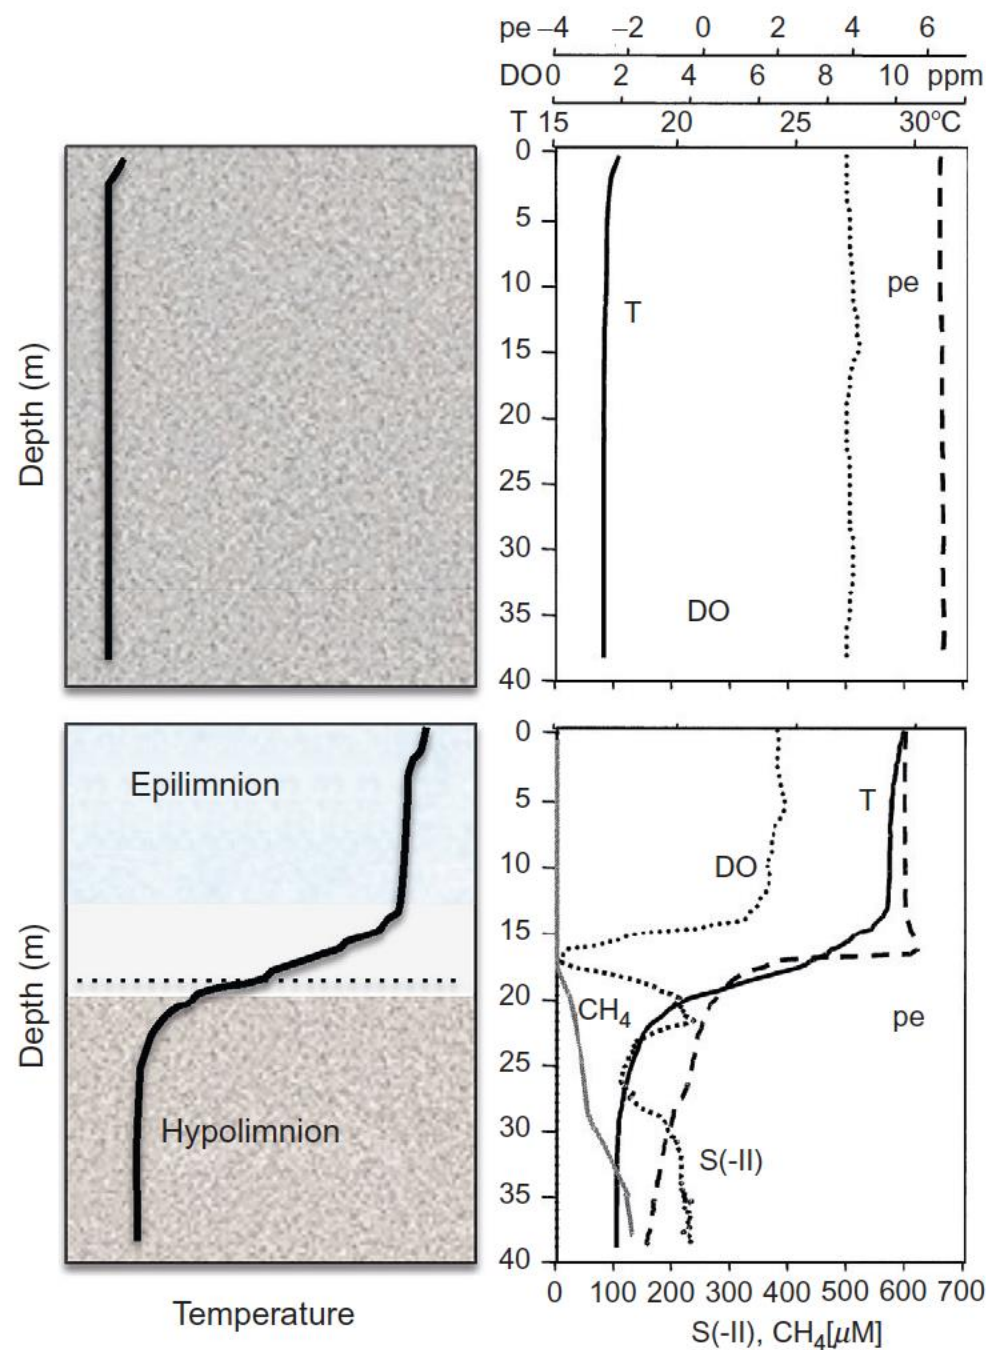 pe –4 –2 0 2 4 6
DO 0 2 4 6 8 10 ppm
T 15 20 25 30°C
Depth (m)
0
5
10
15
20
25
30
35
40
T
pe
DO
Depth (m)
Epilimnion
Hypolimnion
Temperature
0
5
10
15
20
25
30
35
40
T
DO
CH₄
pe
S(-II)
0 100 200 300 400 500 600 700
S(-II), CH₄[μM]